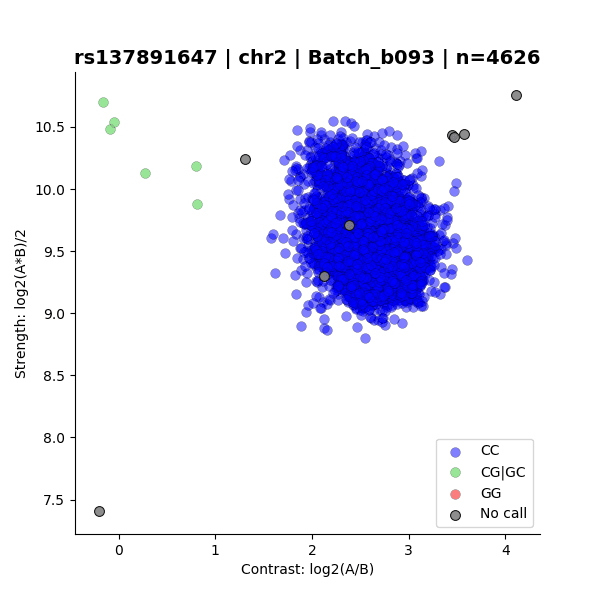 rs137891647 | chr2 | Batch_b093 | n=4626
Strength: log2(A*B)/2
10.5
10.0
9.5
9.0
8.5
8.0
7.5
0 1 2 3 4
Contrast: log2(A/B)
CC
CG|GC
GG
No call